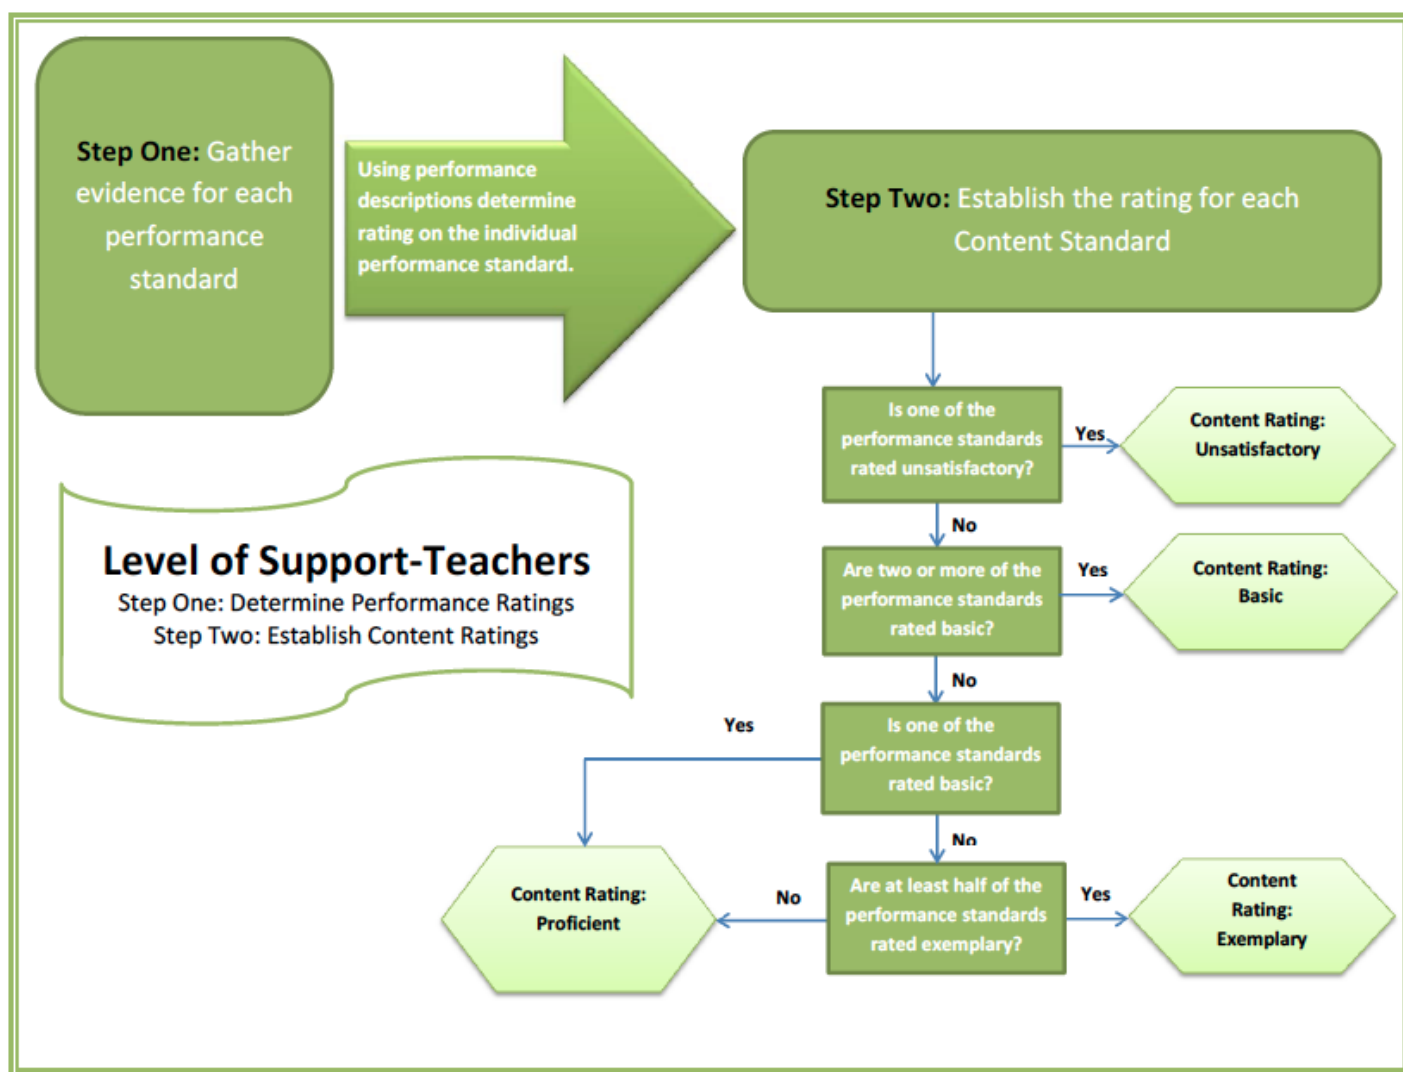 Step One: Gather
evidence for each
performance
standard
Using performance
descriptions determine
rating on the individual
performance standard.
Step Two: Establish the rating for each
Content Standard
Is one of the
performance standards
rated unsatisfactory?
Yes
Content Rating:
Unsatisfactory
No
Level of Support-Teachers
Step One: Determine Performance Ratings
Step Two: Establish Content Ratings
Are two or more of the
performance standards
rated basic?
Yes
Content Rating:
Basic
No
Is one of the
performance standards
rated basic?
Yes
No
Are at least half of the
performance standards
rated exemplary?
No
Content Rating:
Proficient
Yes
Content
Rating:
Exemplary